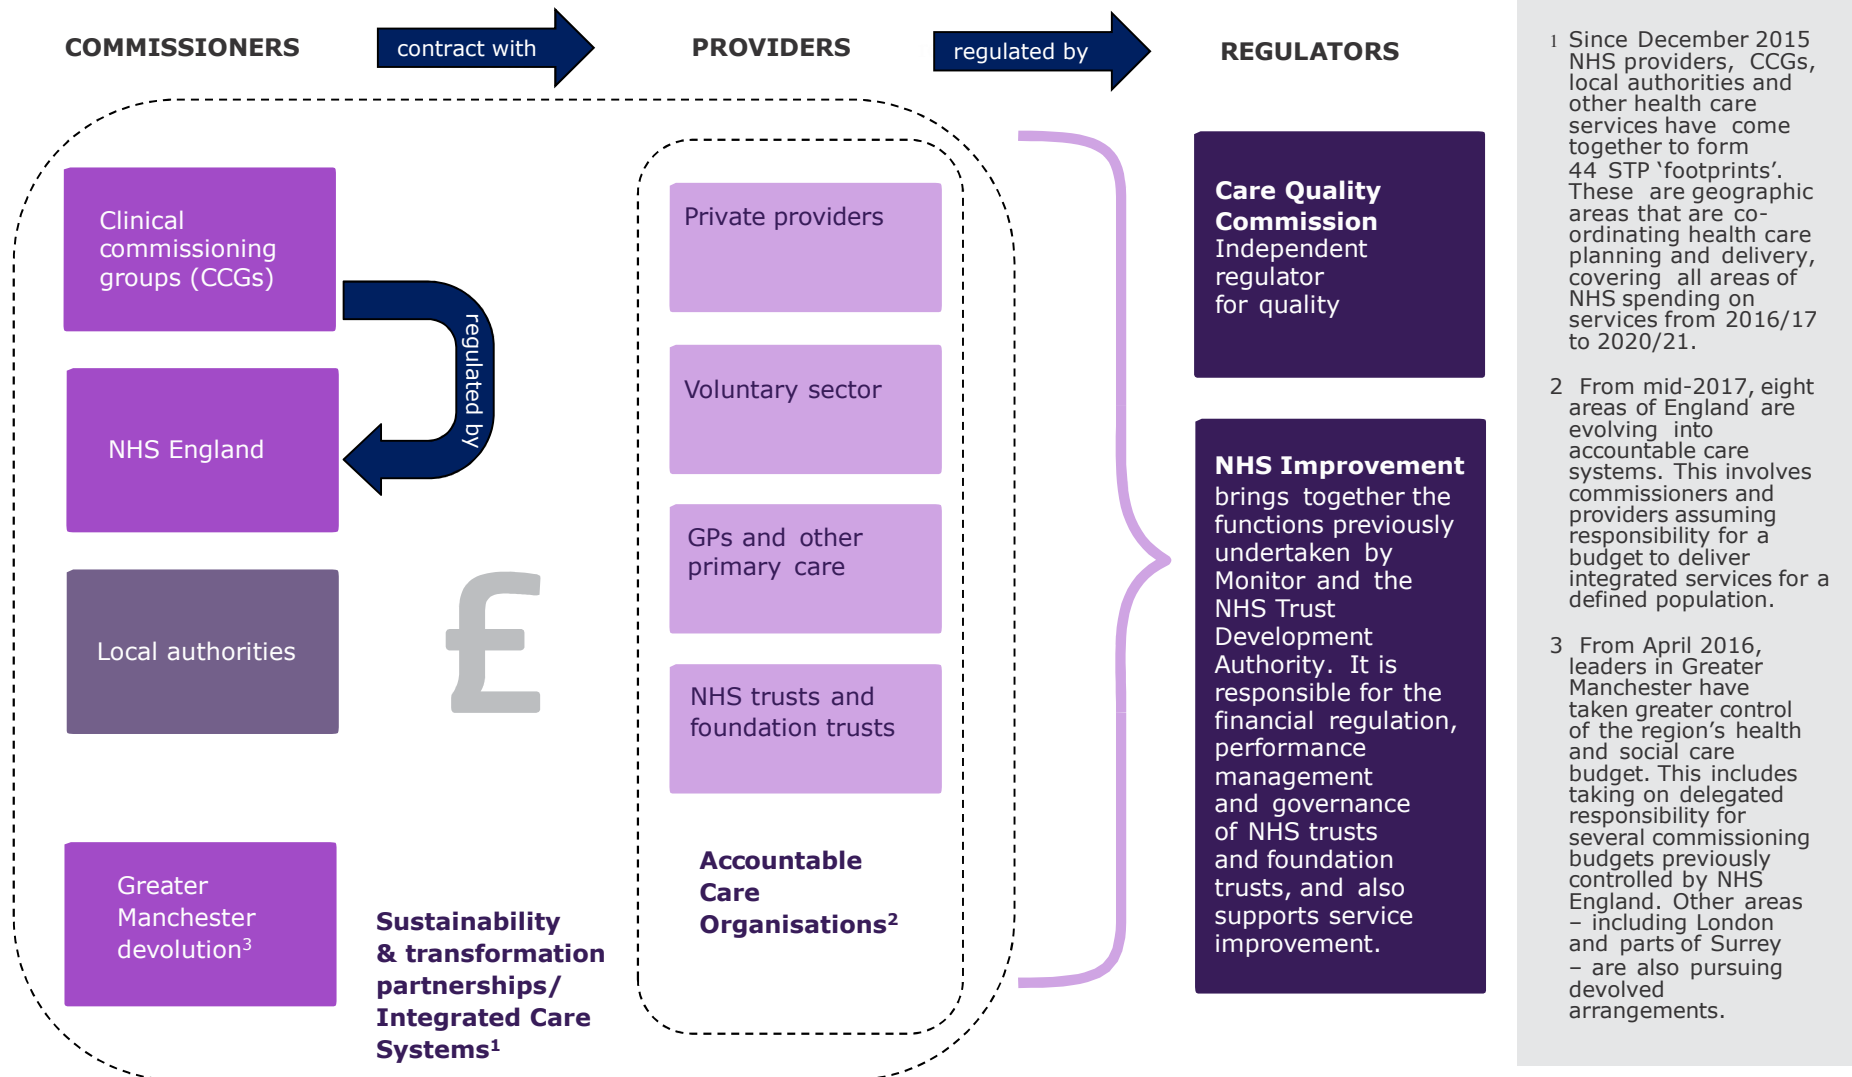 COMMISSIONERS
contract with
PROVIDERS
regulated by
REGULATORS
Clinical
commissioning
groups (CCGs)
regulated by
NHS England
Local authorities
£
Greater
Manchester
devolution3
Sustainability
& transformation
partnerships/
Integrated Care
Systems1
Private providers
Voluntary sector
GPs and other
primary care
NHS trusts and
foundation trusts
Accountable
Care
Organisations2
Care Quality
Commission
Independent
regulator
for quality
NHS Improvement
brings together the
functions previously
undertaken by
Monitor and the
NHS Trust
Development
Authority. It is
responsible for the
financial regulation,
performance
management
and governance
of NHS trusts
and foundation
trusts, and also
supports service
improvement.
1 Since December 2015
NHS providers, CCGs,
local authorities and
other health care
services have come
together to form
44 STP ‘footprints’.
These are geographic
areas that are co-
ordinating health care
planning and delivery,
covering all areas of
NHS spending on
services from 2016/17
to 2020/21.
2 From mid-2017, eight
areas of England are
evolving into
accountable care
systems. This involves
commissioners and
providers assuming
responsibility for a
budget to deliver
integrated services for a
defined population.
3 From April 2016,
leaders in Greater
Manchester have
taken greater control
of the region’s health
and social care
budget. This includes
taking on delegated
responsibility for
several commissioning
budgets previously
controlled by NHS
England. Other areas
– including London
and parts of Surrey
– are also pursuing
devolved
arrangements.